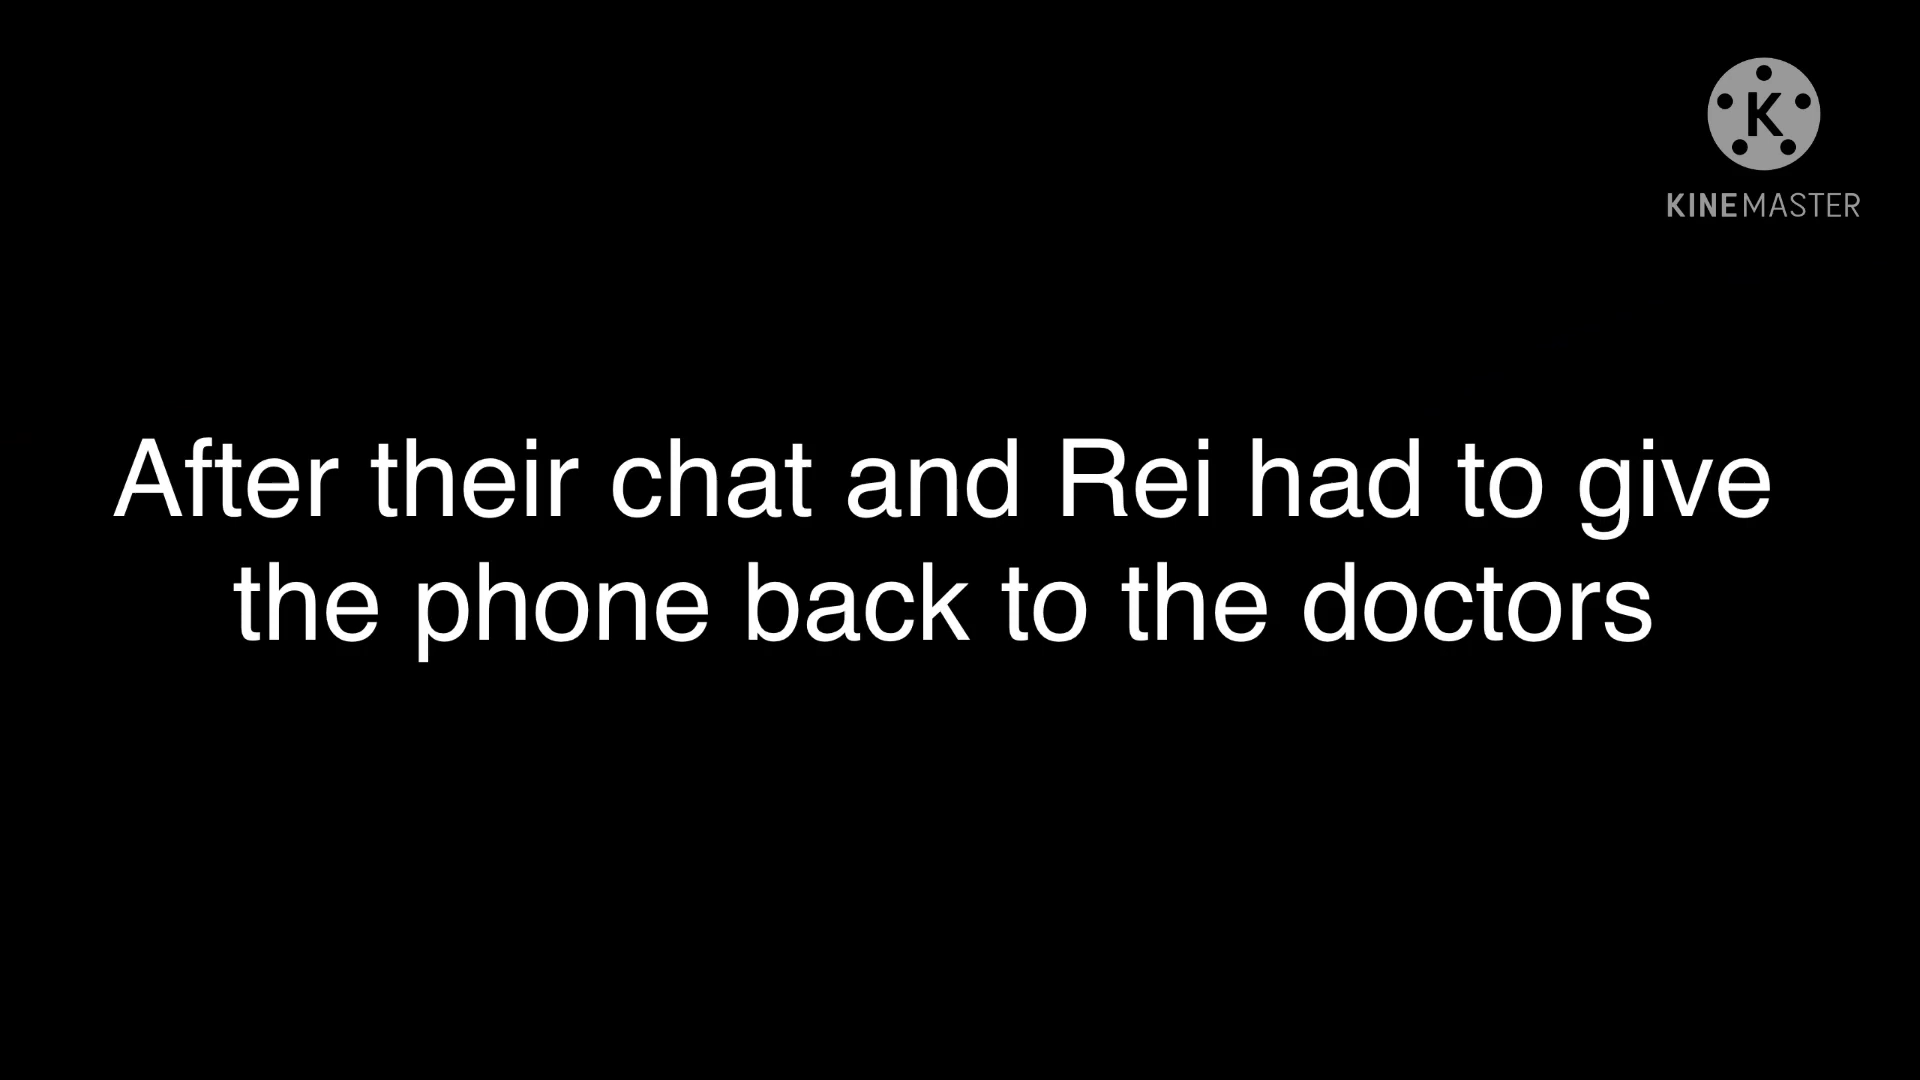 K
KINEMASTER
After their chat and Rei had to give
the phone back to the doctors